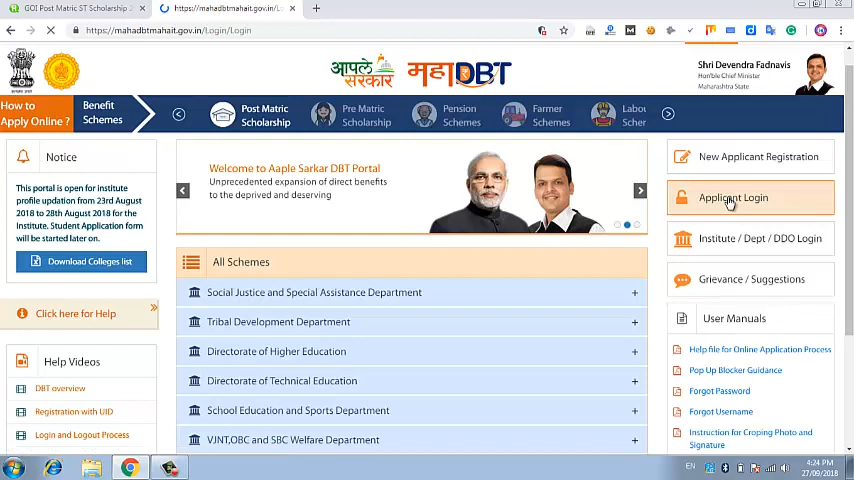 GOI Post Matric ST Scholarship 2
https://mahadbtmahait.gov.in/L
https://mahadbtmahait.gov.in/Login/Login
आपले
सरकार
महाDBT
Shri Devendra Fadnavis
Hon'ble Chief Minister
Maharashtra State
How to
Apply Online ?
Benefit
Schemes
Post Matric
Scholarship
Pre Matric
Scholarship
Pension
Schemes
Farmer
Schemes
Labou
Schem
Notice
This portal is open for institute
profile updation from 23rd August
2018 to 28th August 2018 for the
Institute. Student Application form
will be started later on.
Download Colleges list
Click here for Help
Help Videos
DBT overview
Registration with UID
Login and Logout Process
Welcome to Aaple Sarkar DBT Portal
Unprecedented expansion of direct benefits
to the deprived and deserving
All Schemes
Social Justice and Special Assistance Department +
Tribal Development Department +
Directorate of Higher Education +
Directorate of Technical Education +
School Education and Sports Department +
VJNT,OBC and SBC Welfare Department +
New Applicant Registration
Applicant Login
Institute / Dept / DDO Login
Grievance / Suggestions
User Manuals
Help file for Online Application Process
Pop Up Blocker Guidance
Forgot Password
Forgot Username
Instruction for Croping Photo and
Signature
EN
4:24 PM
27/09/2018